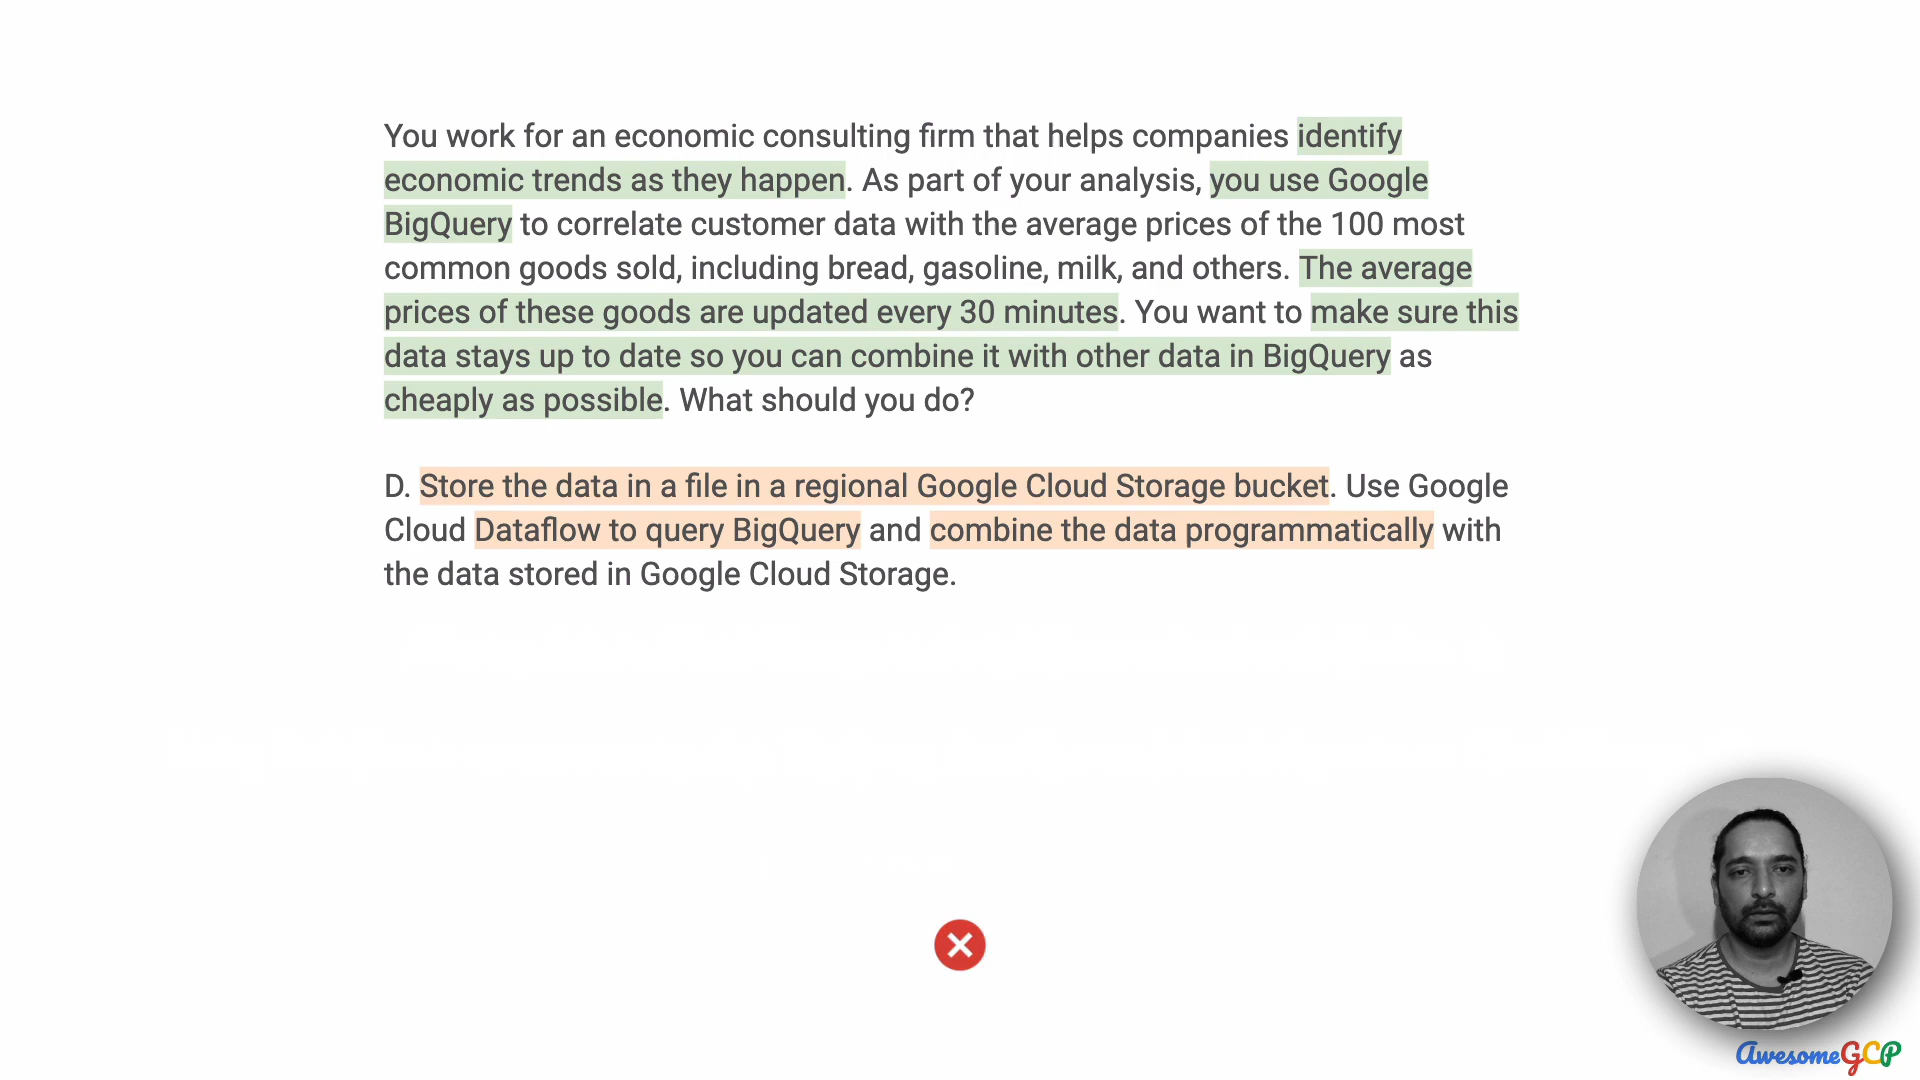 You work for an economic consulting firm that helps companies identify
economic trends as they happen. As part of your analysis, you use Google
BigQuery to correlate customer data with the average prices of the 100 most
common goods sold, including bread, gasoline, milk, and others. The average
prices of these goods are updated every 30 minutes. You want to make sure this
data stays up to date so you can combine it with other data in BigQuery as
cheaply as possible. What should you do?
D. Store the data in a file in a regional Google Cloud Storage bucket. Use Google
Cloud Dataflow to query BigQuery and combine the data programmatically with
the data stored in Google Cloud Storage.
AwesomeGCP